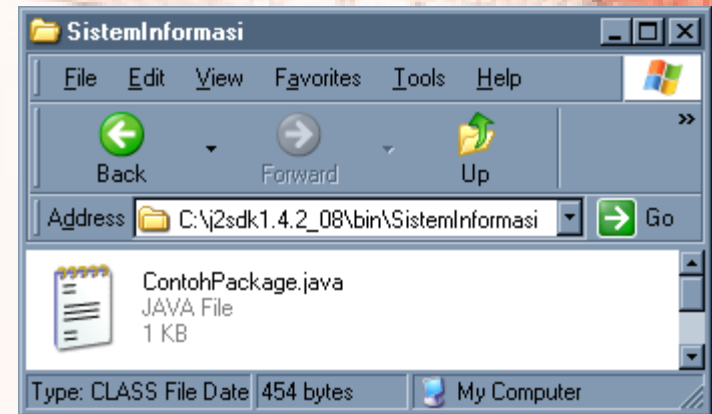 SistemInformasi
File Edit View Favorites Tools Help
Back Forward Up »
Address C:\j2sdk1.4.2_08\bin\SistemInformasi Go
ContohPackage.java
JAVA File
1 KB
Type: CLASS File Date 454 bytes My Computer